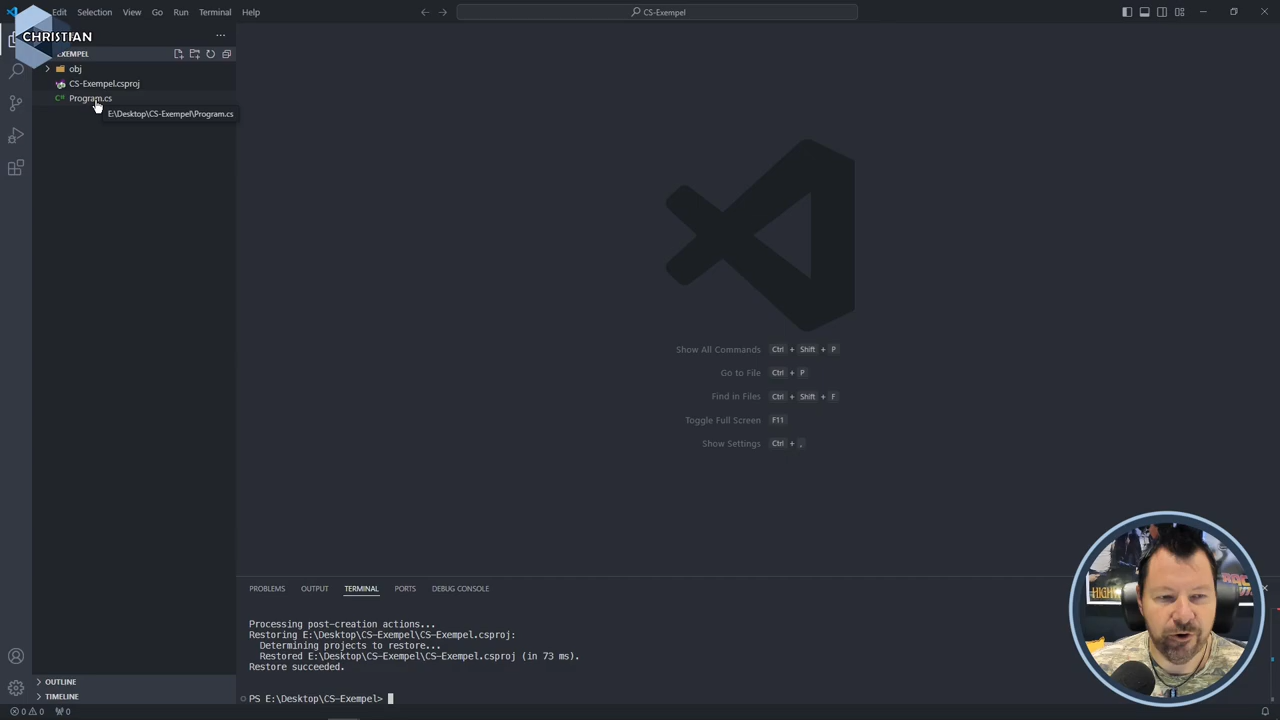 Edit Selection View Go Run Terminal Help
CS-Exempel
CHRISTIAN
EXEMPEL
obj
CS-Exempel.csproj
Program.cs
E:\Desktop\CS-Exempel\Program.cs
Show All Commands Ctrl + Shift + P
Go to File Ctrl + P
Find in Files Ctrl + Shift + F
Toggle Full Screen F11
Show Settings Ctrl + ,
PROBLEMS OUTPUT TERMINAL PORTS DEBUG CONSOLE
Processing post-creation actions...
Restoring E:\Desktop\CS-Exempel\CS-Exempel.csproj:
Determining projects to restore...
Restored E:\Desktop\CS-Exempel\CS-Exempel.csproj (in 73 ms).
Restore succeeded.
PS E:\Desktop\CS-Exempel>
OUTLINE
TIMELINE
0 0 0